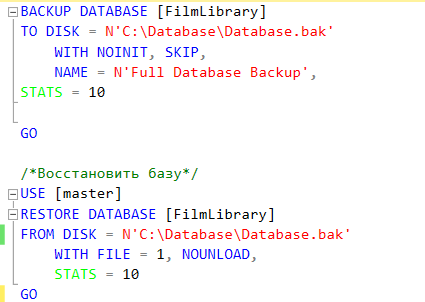 BACKUP DATABASE [FilmLibrary]
TO DISK = N'C:\Database\Database.bak'
WITH NOINIT, SKIP,
NAME = N'Full Database Backup',
STATS = 10
GO
/*Восстановить базу*/
USE [master]
RESTORE DATABASE [FilmLibrary]
FROM DISK = N'C:\Database\Database.bak'
WITH FILE = 1, NOUNLOAD,
STATS = 10
GO